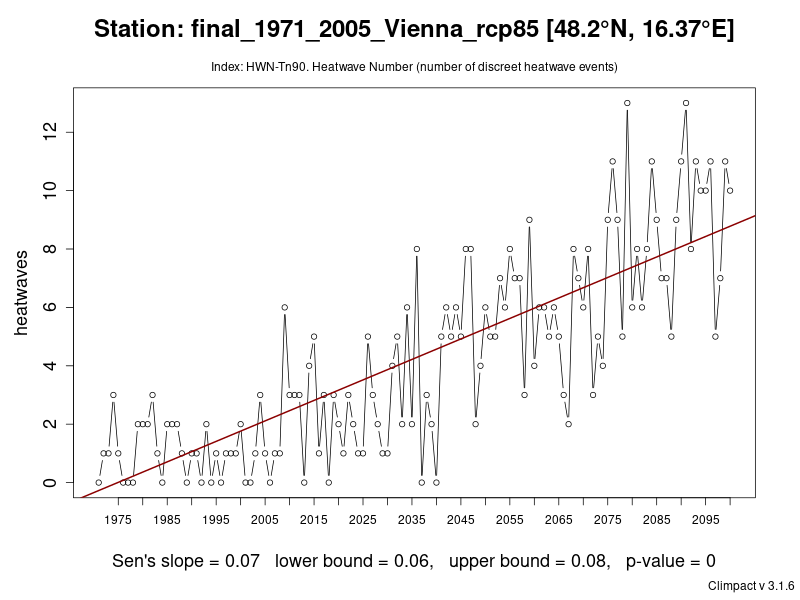 Station: final_1971_2005_Vienna_rcp85 [48.2°N, 16.37°E]
Index: HWN-Tn90. Heatwave Number (number of discreet heatwave events)
heatwaves
12
10
8
6
4
2
0
1975 1985 1995 2005 2015 2025 2035 2045 2055 2065 2075 2085 2095
Sen's slope = 0.07 lower bound = 0.06, upper bound = 0.08, p-value = 0
Climpact v 3.1.6